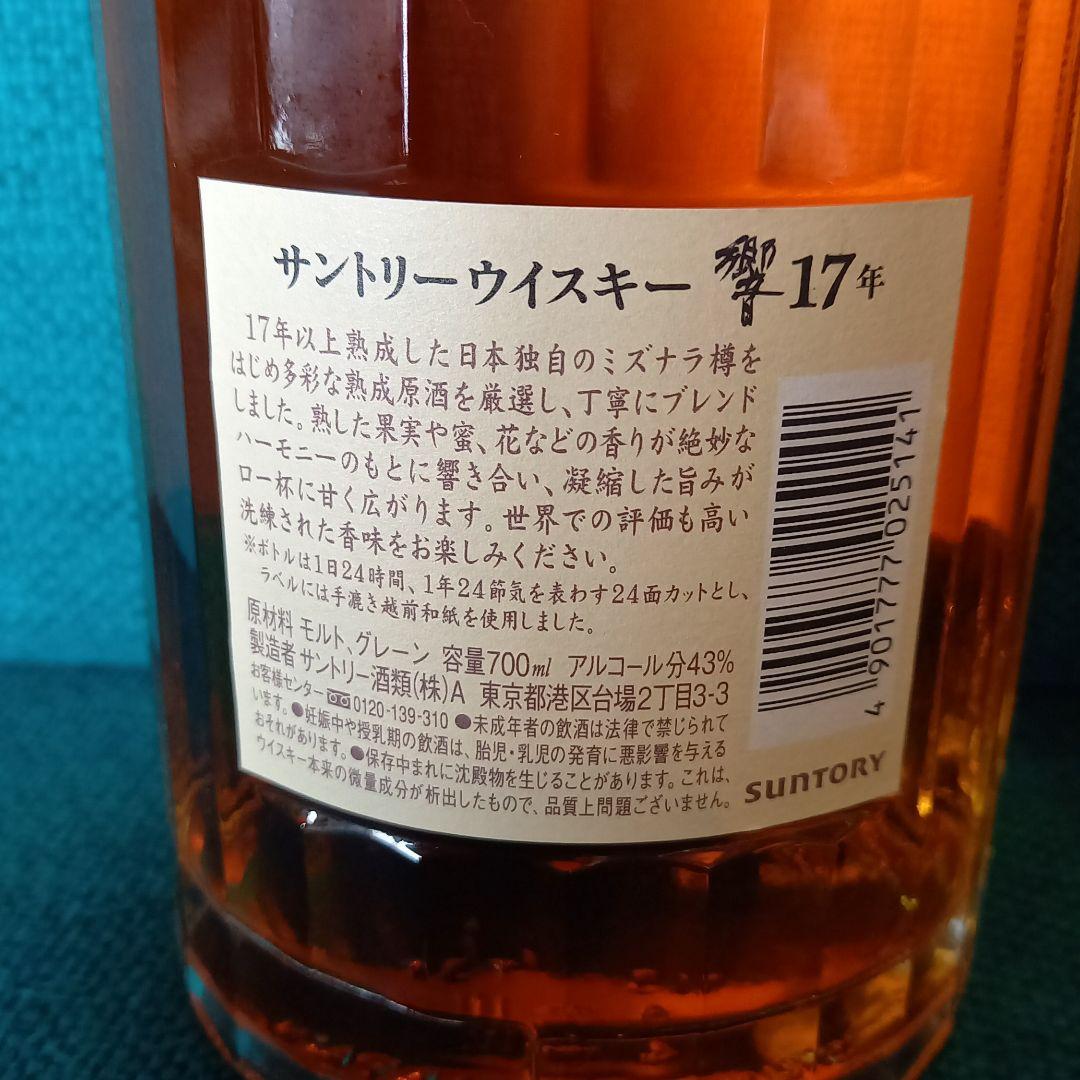 サントリーウイスキー 響 17年
17年以上熟成した日本独自のミズナラ樽を
はじめ多彩な熟成原酒を厳選し、丁寧にブレンド
しました。熟した果実や蜜、花などの香りが絶妙な
ハーモニーのもとに響き合い、凝縮した旨みが
口一杯に甘く広がります。世界での評価も高い
洗練された香味をお楽しみください。
※ボトルは1日24時間、1年24節気を表わす24面カットとし、
ラベルには手漉き越前和紙を使用しました。
原材料 モルト、グレーン 容量700ml アルコール分43%
製造者 サントリー酒類(株)A 東京都港区台場2丁目3-3
お客様センター 0120-139-310 ●未成年者の飲酒は法律で禁じられて
います。●妊娠中や授乳期の飲酒は、胎児・乳児の発育に悪影響を与える
おそれがあります。●保存中まれに沈殿物を生じることがあります。これは、
ウイスキー本来の微量成分が析出したもので、品質上問題ございません。
4 901777 025141
SUNTORY